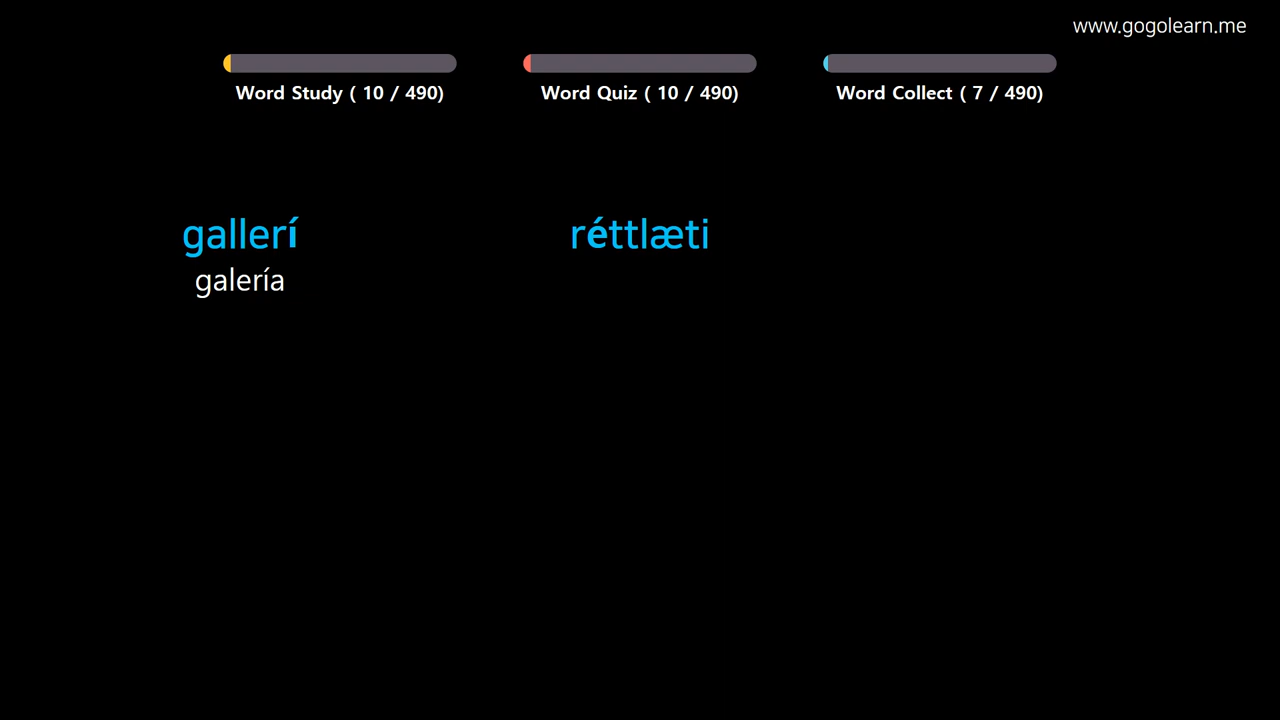 www.gogolearn.me
Word Study ( 10 / 490)
Word Quiz ( 10 / 490)
Word Collect ( 7 / 490)
gallerí
réttlæti
galería